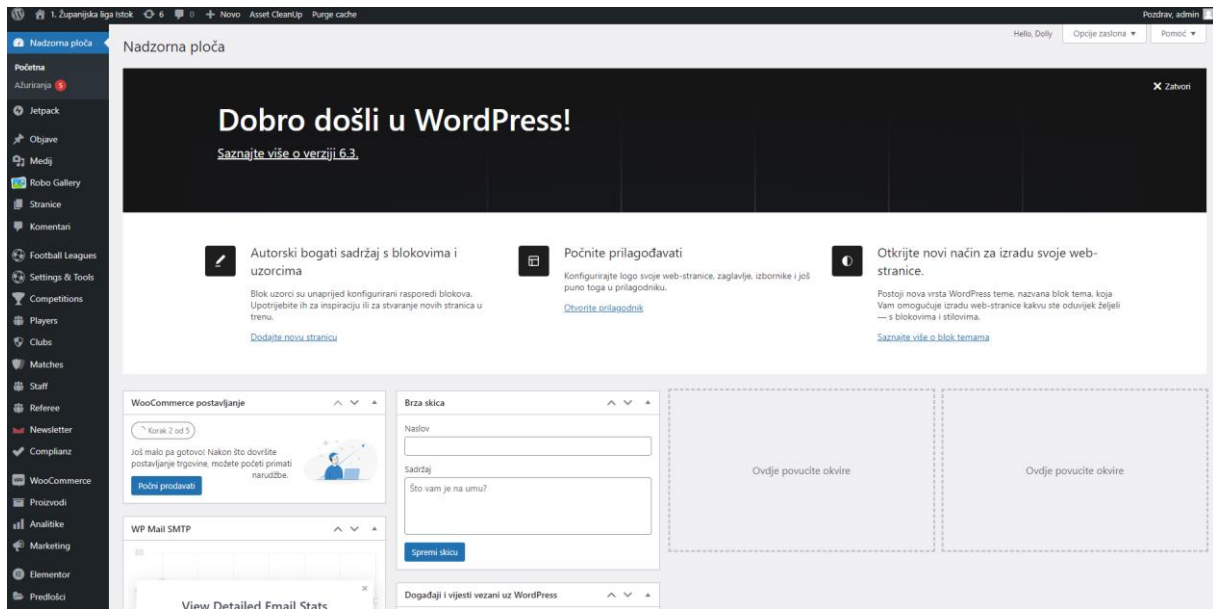 1. Županijska liga Istok 6 0 + Novo Asset CleanUp Purge cache Pozdrav, admin
Nadzorna ploča
Početna
Ažuriranja 5
Jetpack
Objave
Medij
Robo Gallery
Stranice
Komentari
Football Leagues
Settings & Tools
Competitions
Players
Clubs
Matches
Staff
Referee
Newsletter
Complianz
WooCommerce
Proizvodi
Analitike
Marketing
Elementor
Predlošci
Nadzorna ploča
Hello, Dolly Opcije zaslona ▼ Pomoć ▼
Zatvori
Dobro došli u WordPress!
Saznajte više o verziji 6.3.
Autorski bogati sadržaj s blokovima i
uzorcima
Blok uzorci su unaprijed konfigurirani rasporedi blokova.
Upotrijebite ih za inspiraciju ili za stvaranje novih stranica u
trenu.
Dodajte novu stranicu
Počnite prilagođavati
Konfigurirajte logo svoje web-stranice, zaglavlje, izbornike i još
puno toga u prilagodniku.
Otvorite prilagodnik
Otkrijte novi način za izradu svoje web-
stranice.
Postoji nova vrsta WordPress teme, nazvana blok tema, koja
Vam omogućuje izradu web-stranice kakvu ste oduvijek željeli
— s blokovima i stilovima.
Saznajte više o blok temama
WooCommerce postavljanje
Korak 2 od 5
Još malo pa gotovo! Nakon što dovršite
postavljanje trgovine, možete početi primati
narudžbe.
Počni prodavati
WP Mail SMTP
60
View Detailed Email Stats
Brza skica
Naslov
Sadržaj
Što vam je na umu?
Spremi skicu
Događaji i vijesti vezani uz WordPress
Ovdje povucite okvire
Ovdje povucite okvire